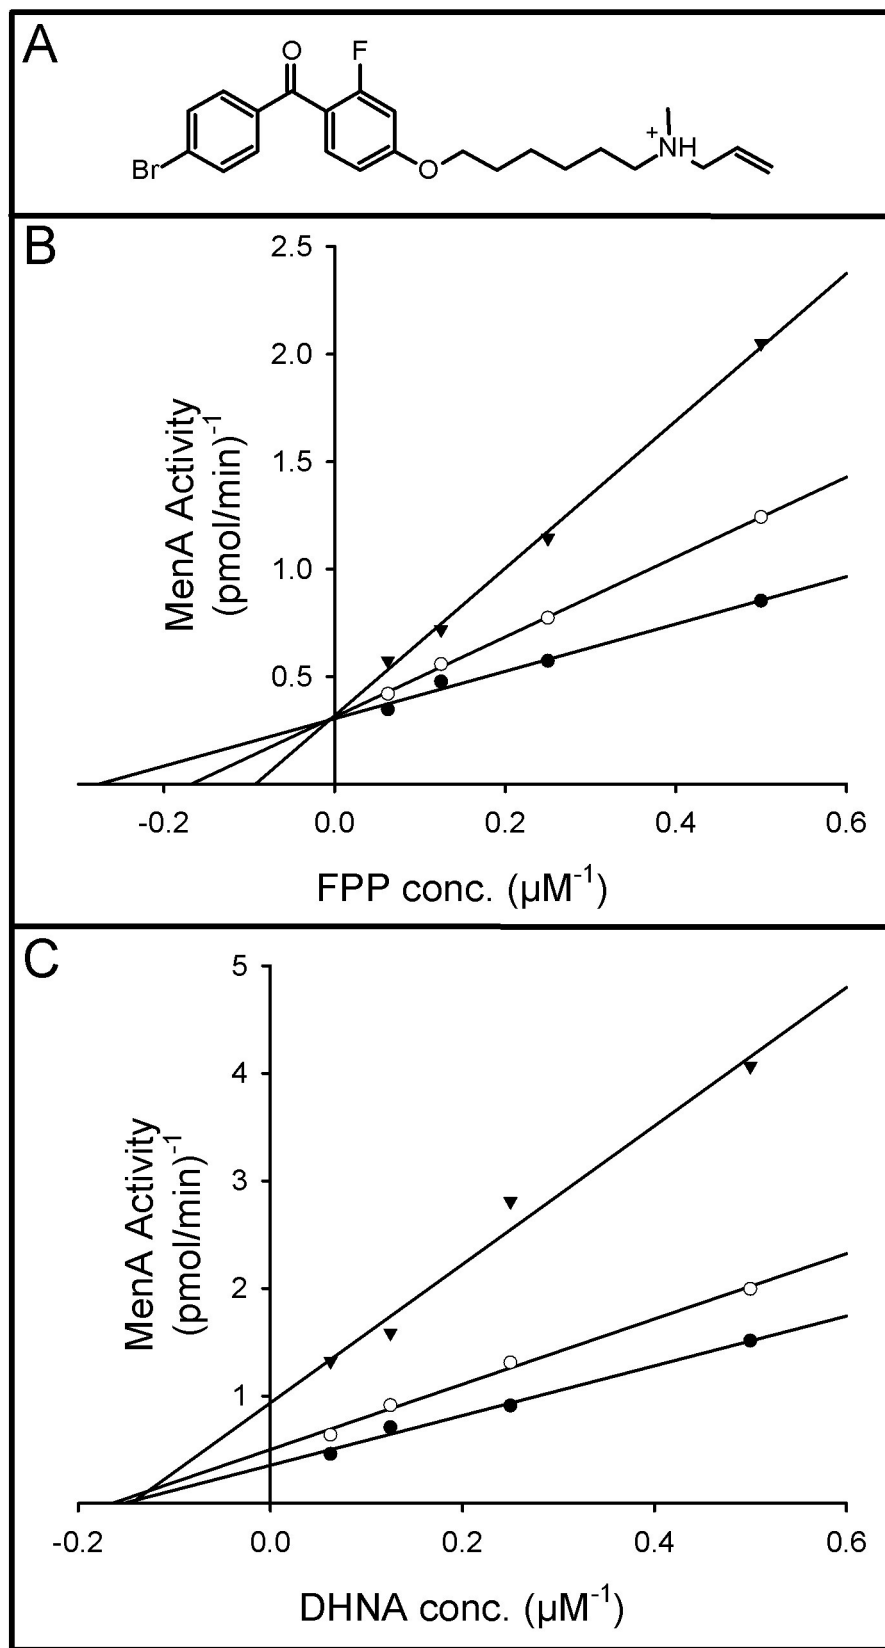 A
O
F
Br
O
+
NH
B
2.5
2.0
1.5
1.0
0.5
MenA Activity
(pmol/min)-1
-0.2 0.0 0.2 0.4 0.6
FPP conc. (µM-1)
C
5
4
3
2
1
MenA Activity
(pmol/min)-1
-0.2 0.0 0.2 0.4 0.6
DHNA conc. (µM-1)